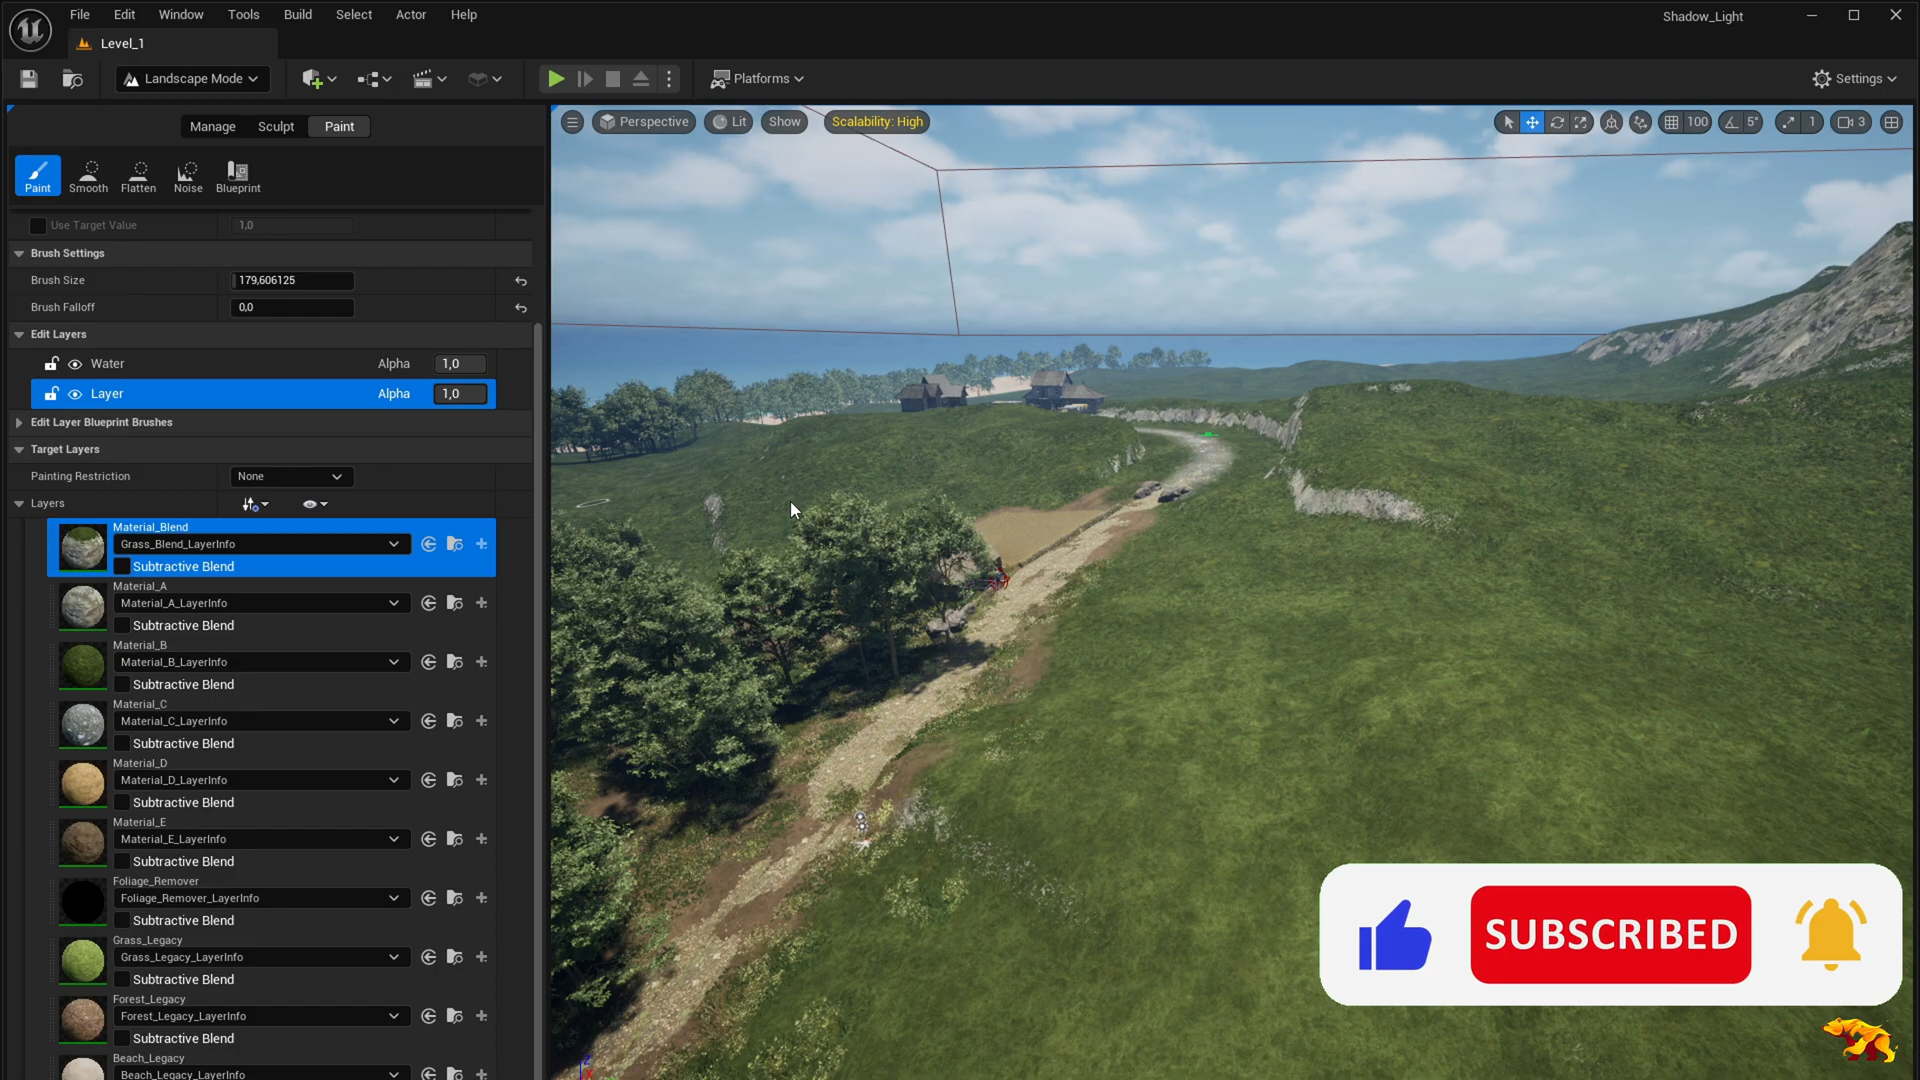 File Edit Window Tools Build Select Actor Help
Shadow_Light
Level_1
Landscape Mode
Platforms
Settings
Manage Sculpt Paint
Perspective Lit Show Scalability: High
100 5° 1 3
Paint Smooth Flatten Noise Blueprint
Use Target Value 1,0
Brush Settings
Brush Size 179,606125
Brush Falloff 0,0
Edit Layers
Water Alpha 1,0
Layer Alpha 1,0
Edit Layer Blueprint Brushes
Target Layers
Painting Restriction None
Layers
Material_Blend
Grass_Blend_LayerInfo
Subtractive Blend
Material_A
Material_A_LayerInfo
Subtractive Blend
Material_B
Material_B_LayerInfo
Subtractive Blend
Material_C
Material_C_LayerInfo
Subtractive Blend
Material_D
Material_D_LayerInfo
Subtractive Blend
Material_E
Material_E_LayerInfo
Subtractive Blend
Foliage_Remover
Foliage_Remover_LayerInfo
Subtractive Blend
Grass_Legacy
Grass_Legacy_LayerInfo
Subtractive Blend
Forest_Legacy
Forest_Legacy_LayerInfo
Subtractive Blend
Beach_Legacy
Beach_Legacy_LayerInfo
SUBSCRIBED
Z
X